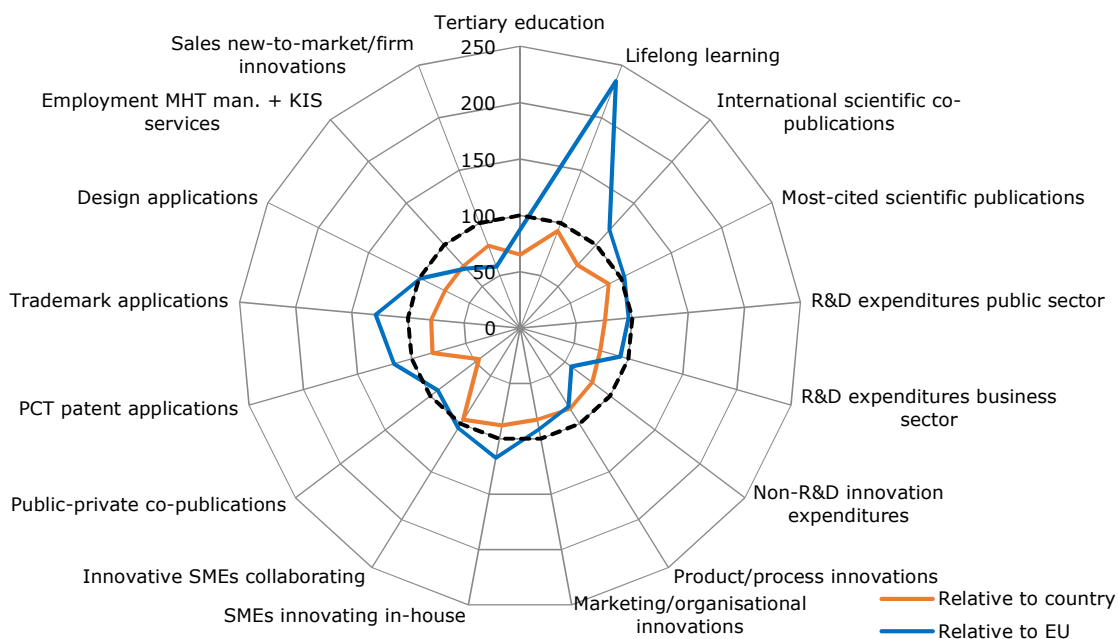 Tertiary education
Lifelong learning
International scientific co-
publications
Most-cited scientific publications
R&D expenditures public sector
R&D expenditures business
sector
Non-R&D innovation
expenditures
Product/process innovations
Marketing/organisational
innovations
SMEs innovating in-house
Innovative SMEs collaborating
Public-private co-publications
PCT patent applications
Trademark applications
Design applications
Employment MHT man. + KIS
services
Sales new-to-market/firm
innovations
250
200
150
100
50
0
Relative to country
Relative to EU